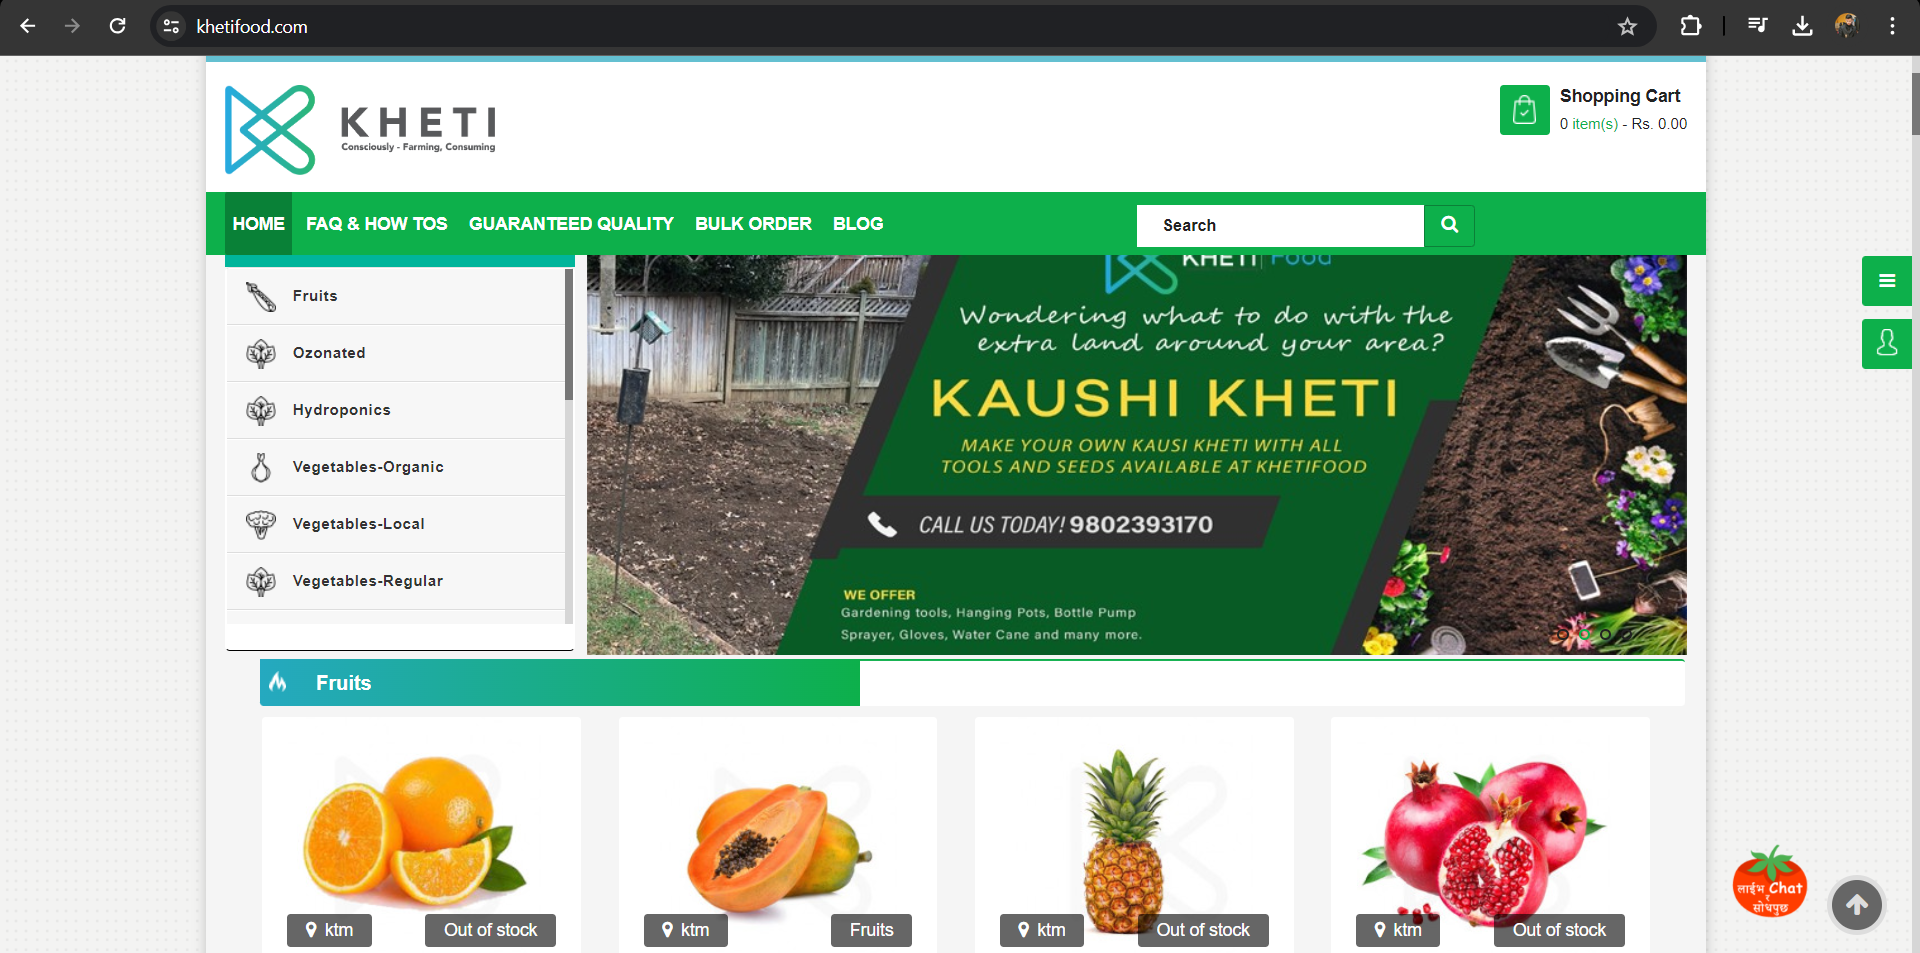 khetifood.com
KHETI
Consciously - Farming, Consuming
Shopping Cart
0 item(s) - Rs. 0.00
HOME
FAQ & HOW TOS
GUARANTEED QUALITY
BULK ORDER
BLOG
Search
Fruits
Ozonated
Hydroponics
Vegetables-Organic
Vegetables-Local
Vegetables-Regular
KHETI Food
Wondering what to do with the
extra land around your area?
KAUSHI KHETI
MAKE YOUR OWN KAUSI KHETI WITH ALL
TOOLS AND SEEDS AVAILABLE AT KHETIFOOD
CALL US TODAY! 9802393170
WE OFFER
Gardening tools, Hanging Pots, Bottle Pump
Sprayer, Gloves, Water Cane and many more.
Fruits
ktm
Out of stock
ktm
Fruits
ktm
Out of stock
ktm
Out of stock
लाईभ Chat
र
सोधपुछ